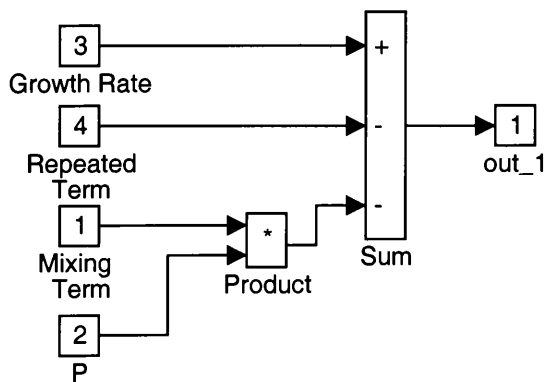 3
+
Growth Rate
4
-
1
Repeated
Term
out_1
1
-
*
Mixing
Term
Product
Sum
2
P